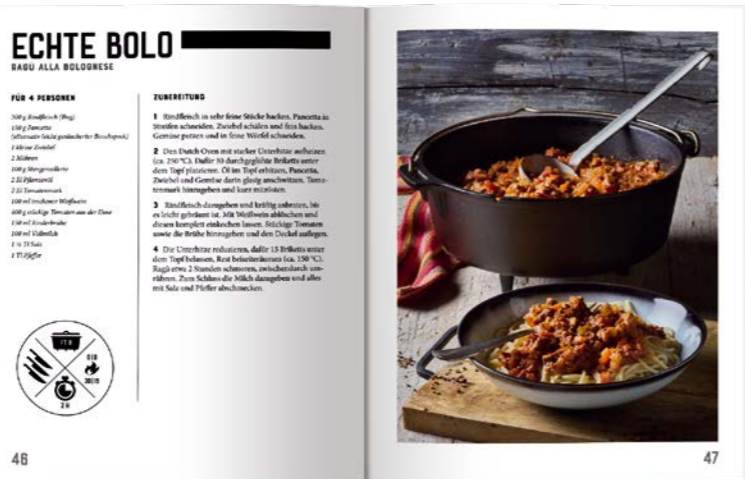 ECHTE BOLO
RAGÙ ALLA BOLOGNESE
FÜR 4 PERSONEN
500 g Rindfleisch (Bug)
150 g Pancetta
(alternativ leicht geräucherter Bauchspeck)
1 kleine Zwiebel
2 Möhren
100 g Stangensellerie
2 El Pflanzenöl
2 El Tomatenmark
100 ml trockener Weißwein
400 g stückige Tomaten aus der Dose
150 ml Rinderbrühe
100 ml Vollmilch
1 ½ Tl Salz
1 Tl Pfeffer
ZUBEREITUNG
1 Rindfleisch in sehr feine Stücke hacken. Pancetta in
Streifen schneiden. Zwiebel schälen und fein hacken.
Gemüse putzen und in feine Würfel schneiden.
2 Den Dutch Oven mit starker Unterhitze aufheizen
(ca. 250 °C). Dafür 30 durchgeglühte Briketts unter
dem Topf platzieren. Öl im Topf erhitzen, Pancetta,
Zwiebel und Gemüse darin glasig anschwitzen. Toma-
tenmark hinzugeben und kurz mitrösten.
3 Rindfleisch dazugeben und kräftig anbraten, bis
es leicht gebräunt ist. Mit Weißwein ablöschen und
diesen komplett einkochen lassen. Stückige Tomaten
sowie die Brühe hinzugeben und den Deckel auflegen.
4 Die Unterhitze reduzieren, dafür 15 Briketts unter
dem Topf belassen, Rest beiseiteräumen (ca. 150 °C).
Ragù etwa 2 Stunden schmoren, zwischendurch um-
rühren. Zum Schluss die Milch dazugeben und alles
mit Salz und Pfeffer abschmecken.
FT 6
0|0
30|15
2 H
46
47